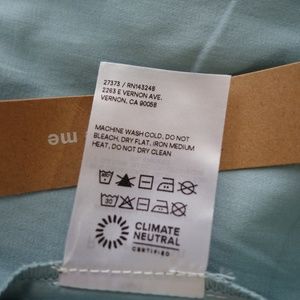 27373 / RN143248
2263 E VERNON AVE.
VERNON, CA 90058
MACHINE WASH COLD, DO NOT
BLEACH, DRY FLAT, IRON MEDIUM
HEAT, DO NOT DRY CLEAN
30
CLIMATE
NEUTRAL
CERTIFIED
me